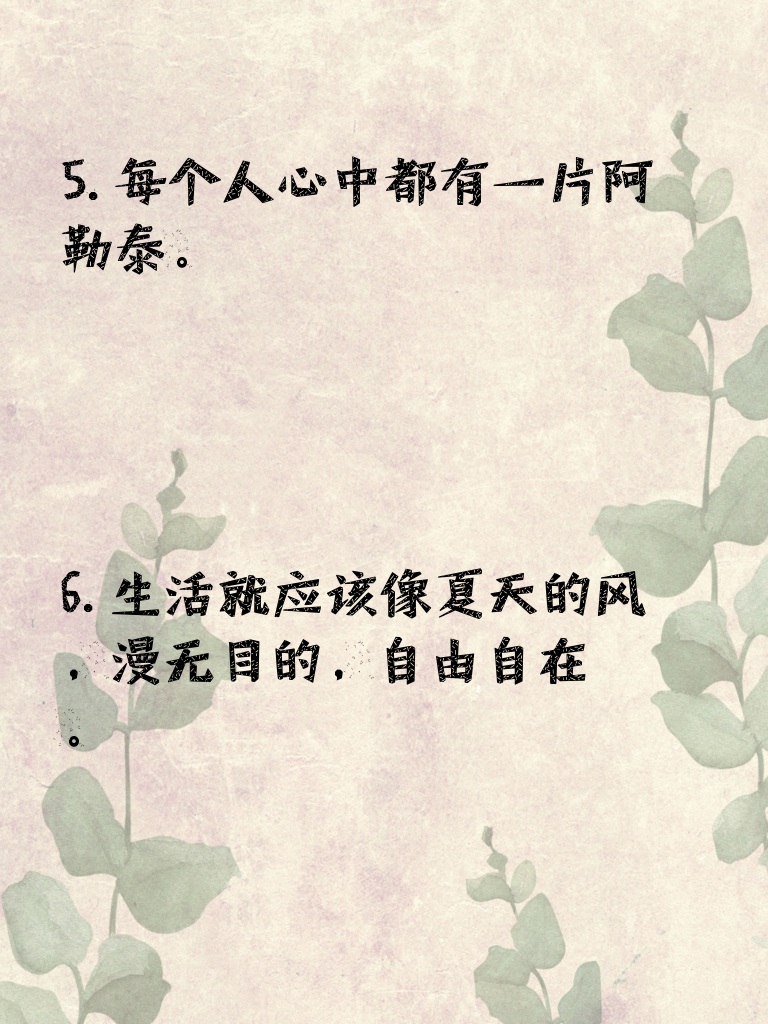 5. 每个人心中都有一片阿
勒泰。
6. 生活就应该像夏天的风
，漫无目的，自由自在
。